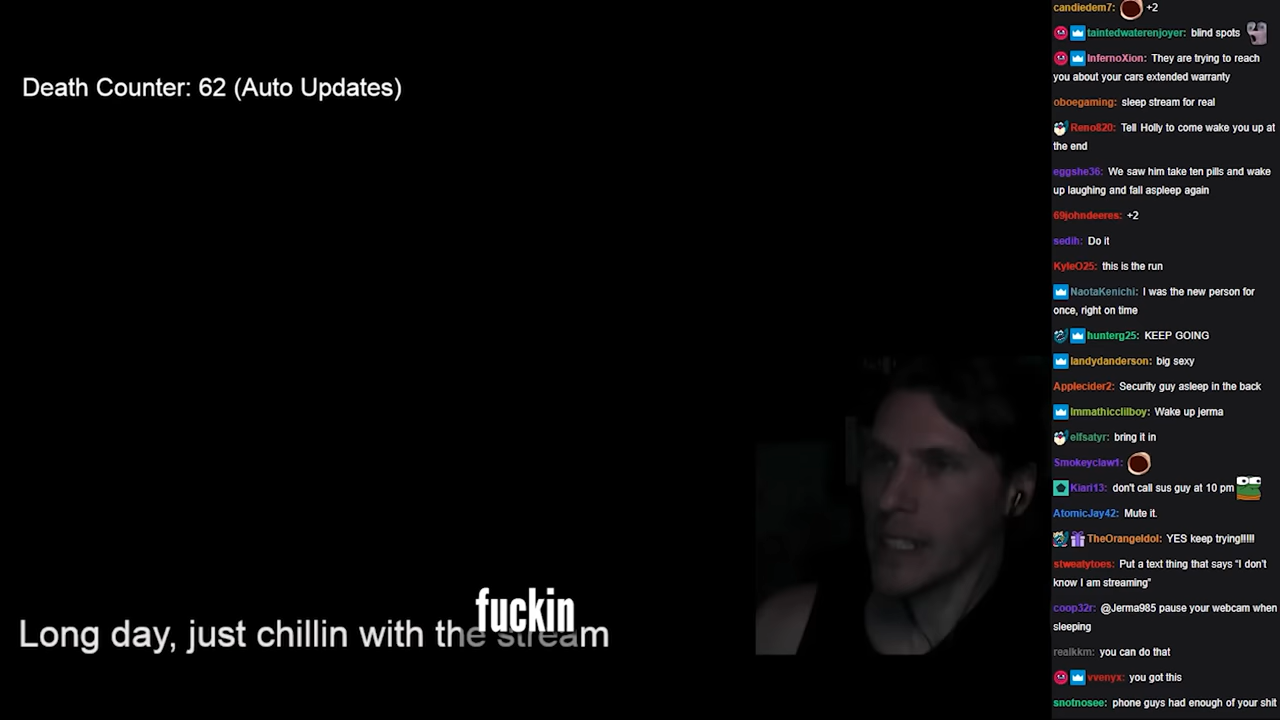 Death Counter: 62 (Auto Updates)
fuckin
Long day, just chillin with the stream
candiedem7: +2
taintedwaterenjoyer: blind spots
InfernoXion: They are trying to reach
you about your cars extended warranty
oboegaming: sleep stream for real
Reno820: Tell Holly to come wake you up at
the end
eggshe36: We saw him take ten pills and wake
up laughing and fall aspleep again
69johndeeres: +2
sedih: Do it
KyleO25: this is the run
NaotaKenichi: I was the new person for
once, right on time
hunterg25: KEEP GOING
landydanderson: big sexy
Applecider2: Security guy asleep in the back
Immathicclilboy: Wake up jerma
elfsatyr: bring it in
Smokeyclaw1:
Kiari13: don't call sus guy at 10 pm
AtomicJay42: Mute it.
TheOrangeIdol: YES keep trying!!!!!
stweatytoes: Put a text thing that says "I don't
know I am streaming"
coop32r: @Jerma985 pause your webcam when
sleeping
realkkm: you can do that
vvenyx: you got this
snotnosee: phone guys had enough of your shit